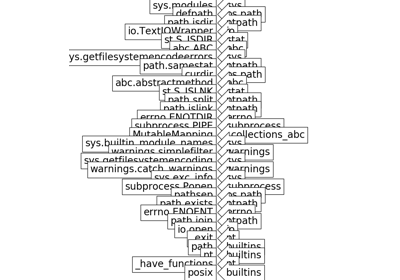 sys.modules sys
defpath os.path
path.isdir ntpath
io.TextIOWrapper io
st.S_ISDIR stat
abc.ABC abc
sys.getfilesystemencodeerrors sys
path.samestat ntpath
curdir os.path
abc.abstractmethod abc
st.S_ISLNK stat
path.split ntpath
path.islink ntpath
errno.ENOTDIR errno
subprocess.PIPE subprocess
MutableMapping collections_abc
sys.builtin_module_names sys
warnings.simplefilter warnings
sys.getfilesystemencoding sys
warnings.catch_warnings warnings
sys.exc_info sys
subprocess.Popen subprocess
pathsep os.path
path.exists ntpath
errno.ENOENT errno
path.join ntpath
io.open io
_exit nt
path builtins
nt builtins
_have_functions nt
posix builtins